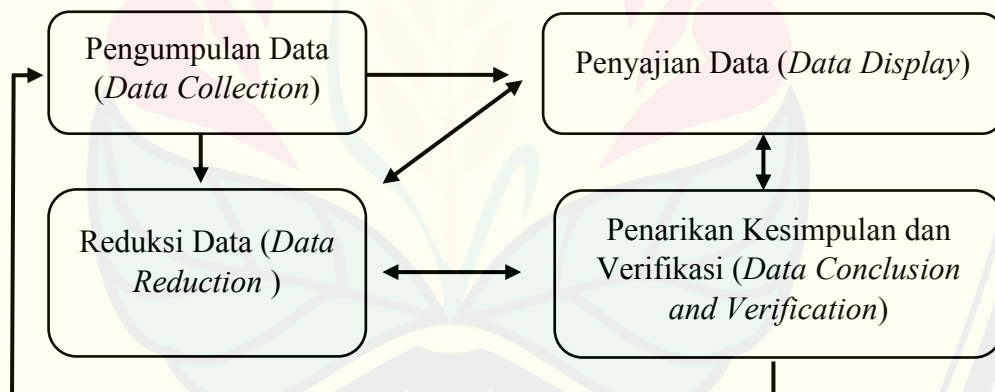 Pengumpulan Data
(Data Collection)
Penyajian Data (Data Display)
Reduksi Data (Data
Reduction )
Penarikan Kesimpulan dan
Verifikasi (Data Conclusion
and Verification)